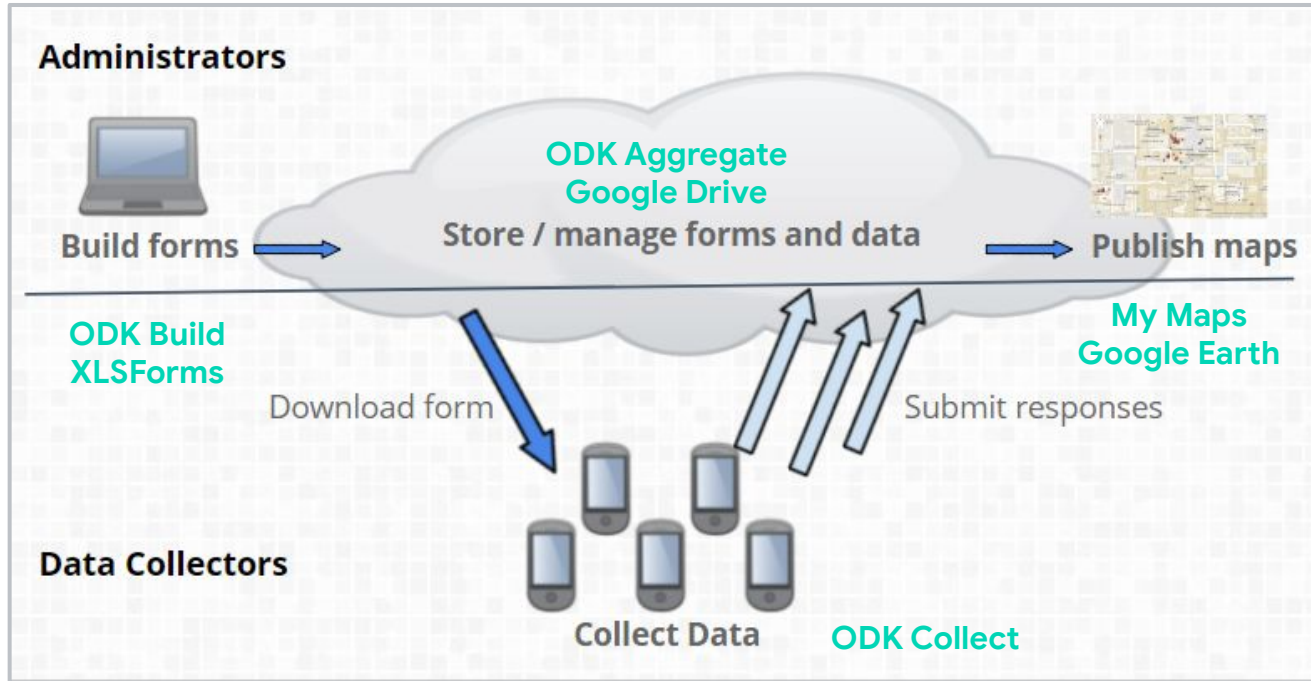 Administrators
ODK Aggregate
Google Drive
Build forms
Store / manage forms and data
Publish maps
ODK Build
XLSForms
My Maps
Google Earth
Download form
Submit responses
Data Collectors
Collect Data
ODK Collect